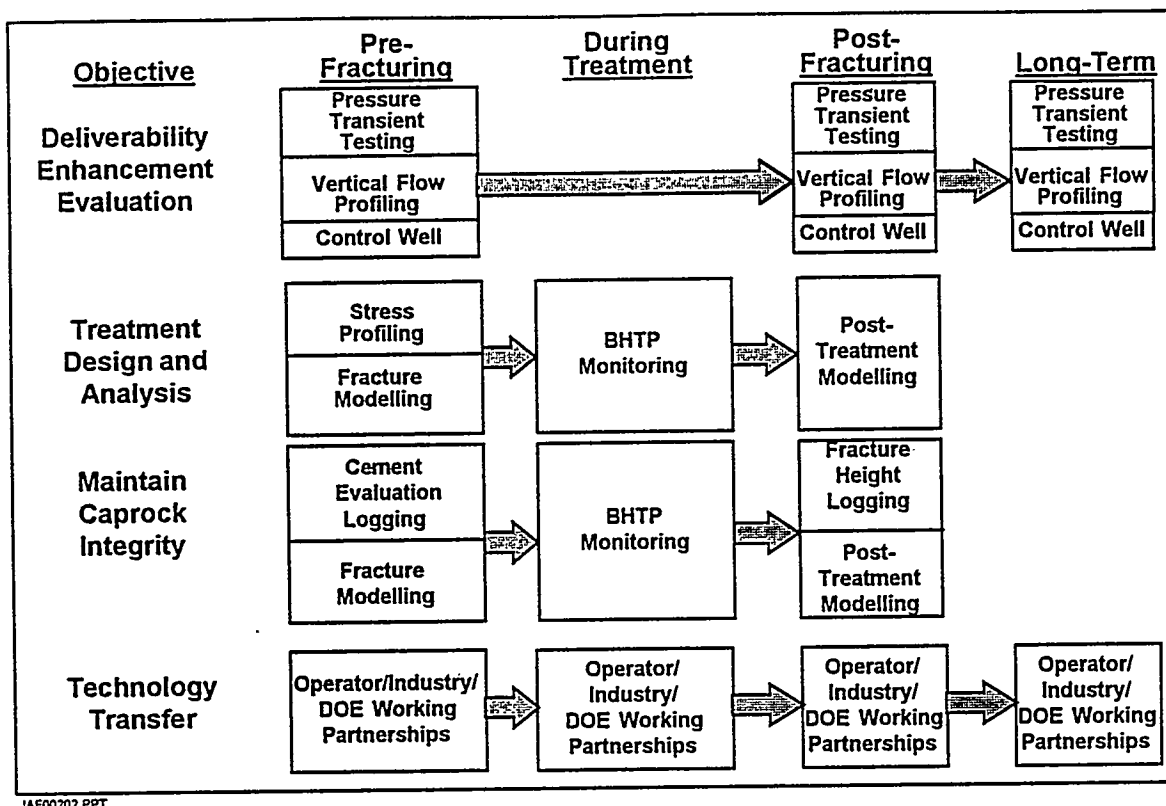 Objective
Pre-
Fracturing
During
Treatment
Post-
Fracturing
Long-Term
Deliverability
Enhancement
Evaluation
Pressure
Transient
Testing
Vertical Flow
Profiling
Control Well
Pressure
Transient
Testing
Vertical Flow
Profiling
Control Well
Pressure
Transient
Testing
Vertical Flow
Profiling
Control Well
Treatment
Design and
Analysis
Stress
Profiling
Fracture
Modelling
BHTP
Monitoring
Post-
Treatment
Modelling
Maintain
Caprock
Integrity
Cement
Evaluation
Logging
Fracture
Modelling
BHTP
Monitoring
Fracture
Height
Logging
Post-
Treatment
Modelling
Technology
Transfer
Operator/Industry/
DOE Working
Partnerships
Operator/
Industry/
DOE Working
Partnerships
Operator/
Industry/
DOE Working
Partnerships
Operator/
Industry/
DOE Working
Partnerships